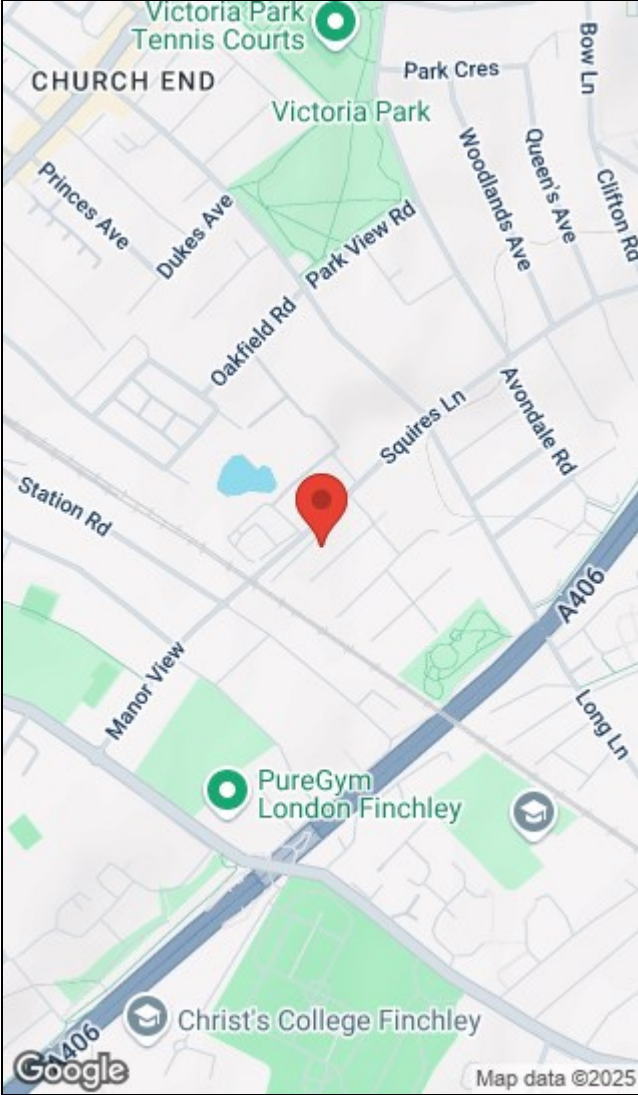 Victoria Park
Tennis Courts
CHURCH END
Park Cres
Bow Ln
Victoria Park
Princes Ave
Dukes Ave
Woodlands Ave
Queen's Ave
Clifton Rd
Park View Rd
Oakfield Rd
Squires Ln
Avondale Rd
Station Rd
A406
Manor View
Long Ln
PureGym
London Finchley
Christ's College Finchley
A406
Google
Map data ©2025